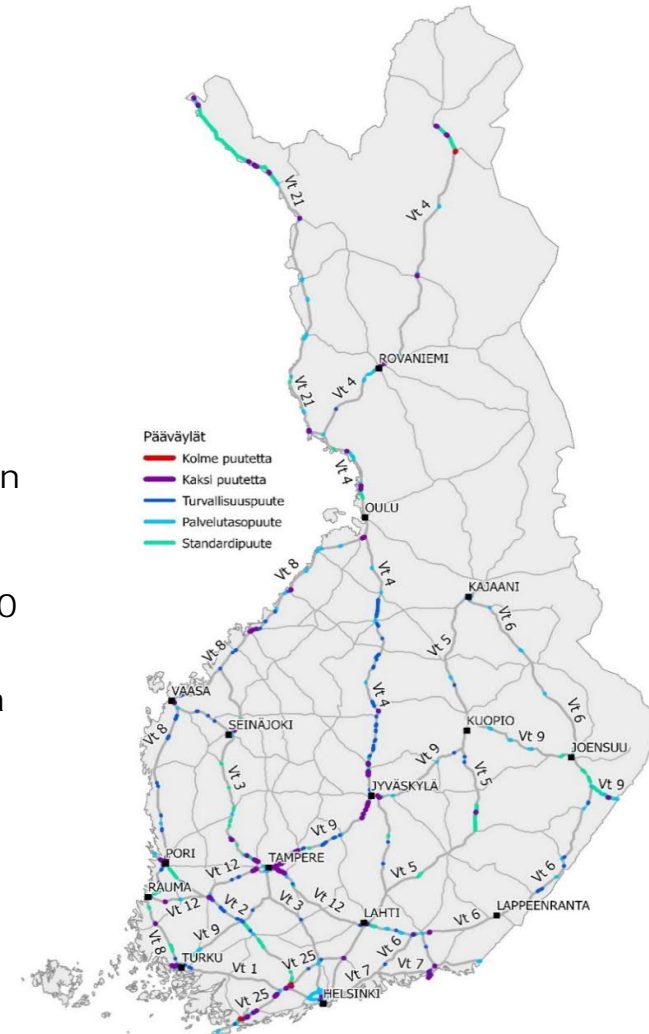 Vt 21
Vt 4
ROVANIEMI
Vt 21
Vt 4
Pääväylät
Kolme puutetta
Kaksi puutetta
Turvallisuuspuute
Palvelutasopuute
Standardipuute
n
Vt 4
OULU
Vt 8
Vt 4
KAJAANI
0
Vt 5
Vt 6
Vt 8
VAASA
a
Vt 4
Vt 6
SEINÄJOKI
KUOPIO
Vt 8
Vt 9
JOENSUU
Vt 9
Vt 3
Vt 9
Vt 5
JYVÄSKYLÄ
Vt 9
PORI
Vt 12
TAMPERE
Vt 5
Vt 6
RAUMA
Vt 12
Vt 2
Vt 3
Vt 12
LAHTI
LAPPEENRANTA
Vt 6
Vt 8
Vt 9
Vt 6
TURKU
Vt 1
Vt 25
Vt 7
Vt 7
Vt 25
HELSINKI